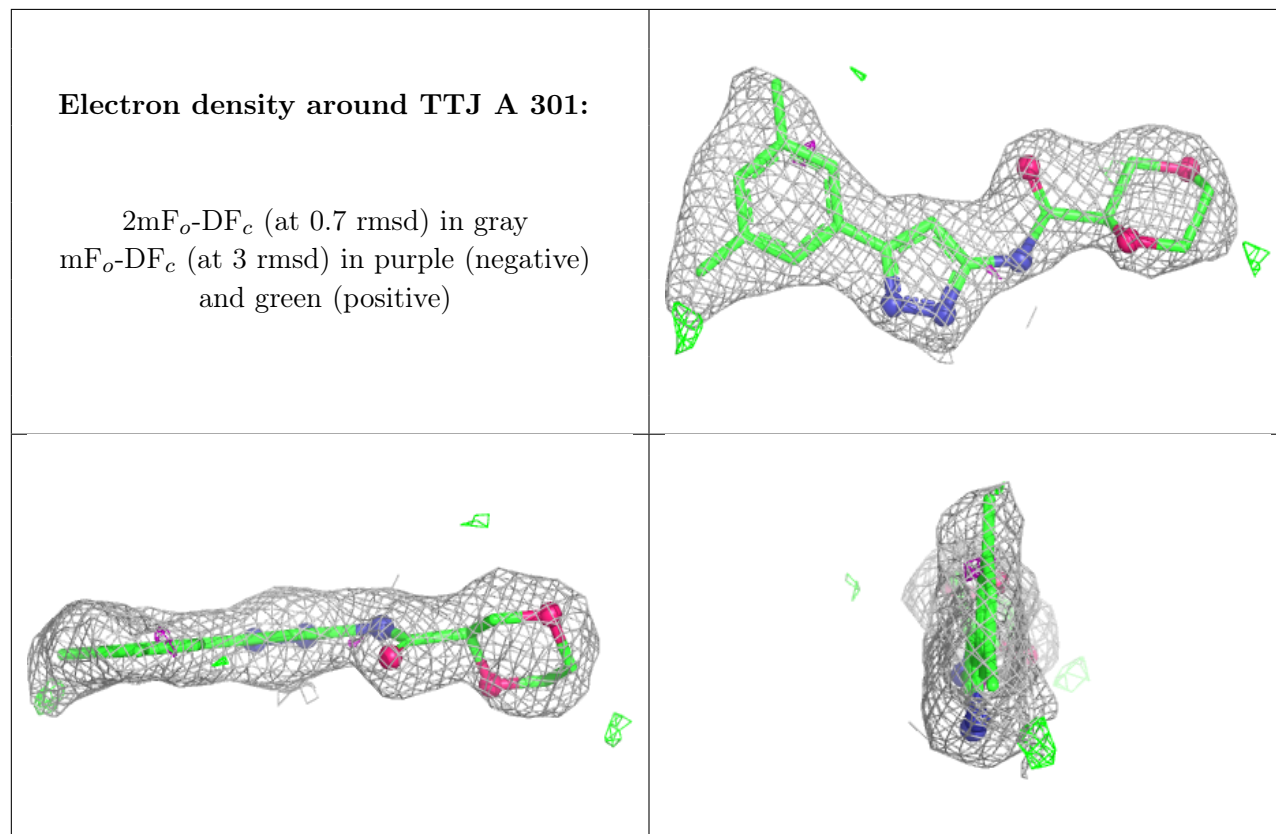 Electron density around TTJ A 301:
2mFo-DFc (at 0.7 rmsd) in gray
mFo-DFc (at 3 rmsd) in purple (negative)
and green (positive)